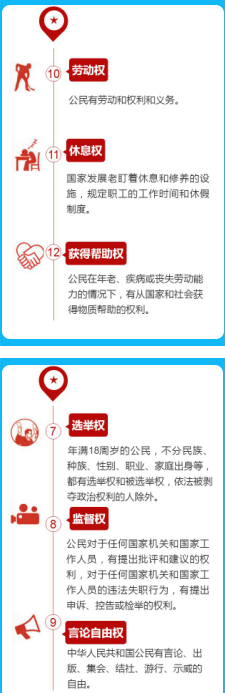 10 劳动权
公民有劳动和权利和义务。
11 休息权
国家发展老盯着休息和修养的设
施，规定职工的工作时间和休假
制度。
12 获得帮助权
公民在年老、疾病或丧失劳动能
力的情况下，有从国家和社会获
得物质帮助的权利。
7 选举权
年满18周岁的公民，不分民族、
种族、性别、职业、家庭出身等，
都有选举权和被选举权，依法被剥
夺政治权利的人除外。
8 监督权
公民对于任何国家机关和国家工
作人员，有提出批评和建议的权
利，对于任何国家机关和国家工
作人员的违法失职行为，有提出
申诉、控告或检举的权利。
9 言论自由权
中华人民共和国公民有言论、出
版、集会、结社、游行、示威的
自由。